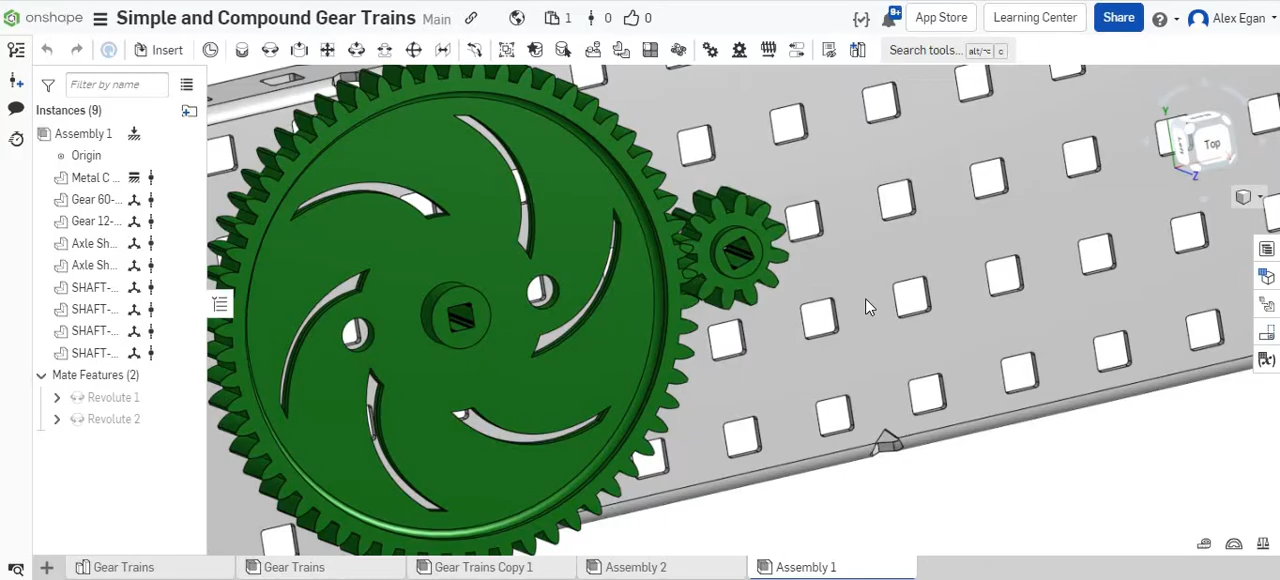 onshape Simple and Compound Gear Trains Main 1 0 0 App Store Learning Center Share Alex Egan
9+
Insert Search tools... alt/⌥ c
Filter by name
Instances (9)
Assembly 1
Origin
Metal C ...
Gear 60-...
Gear 12-...
Axle Sh...
Axle Sh...
SHAFT-...
SHAFT-...
SHAFT-...
SHAFT-...
Mate Features (2)
Revolute 1
Revolute 2
Y
Top
Z
Gear Trains Gear Trains Gear Trains Copy 1 Assembly 2 Assembly 1